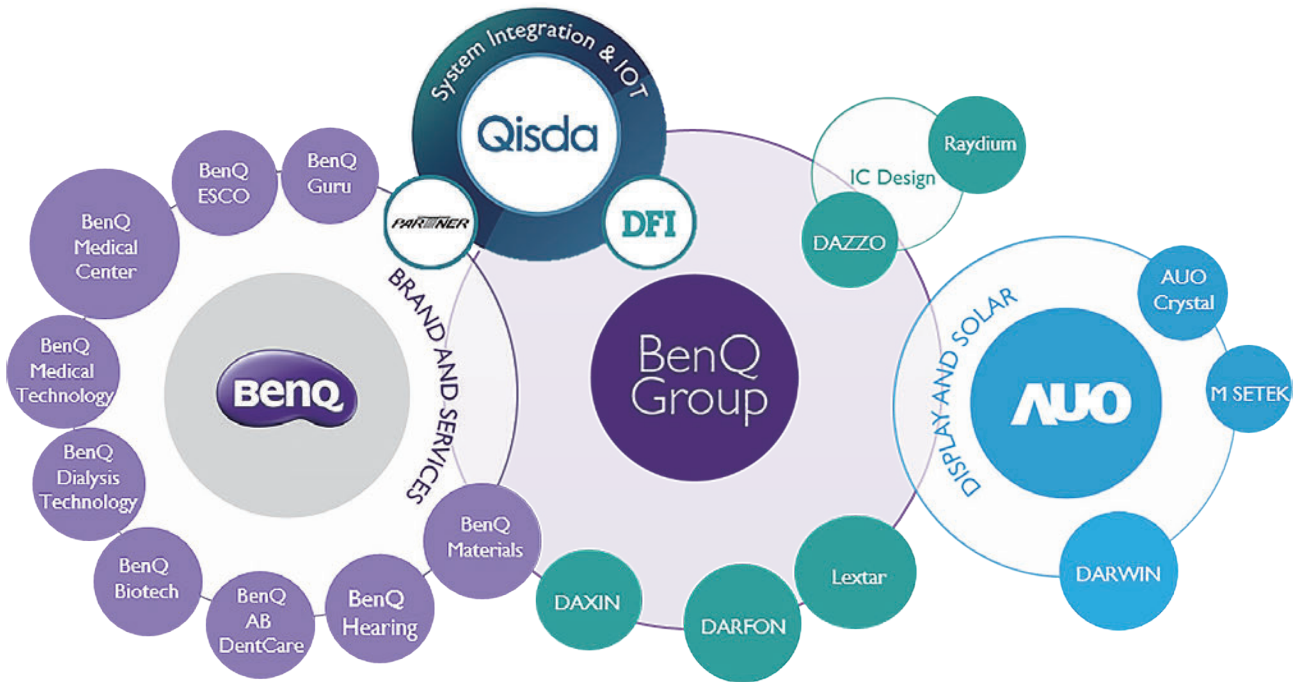 System Integration & IOT
Qisda
PARTNER
DFI
BenQ
Guru
BenQ
ESCO
BenQ
Medical
Center
BenQ
Medical
Technology
BenQ
Dialysis
Technology
BenQ
Biotech
BenQ
AB
DentCare
BenQ
Hearing
BenQ
Materials
BenQ
BRAND AND SERVICES
BenQ
Group
DAXIN
DARFON
Lextar
IC Design
Raydium
DAZZO
DISPLAY AND SOLAR
AUO
AUO
Crystal
M SETEK
DARWIN